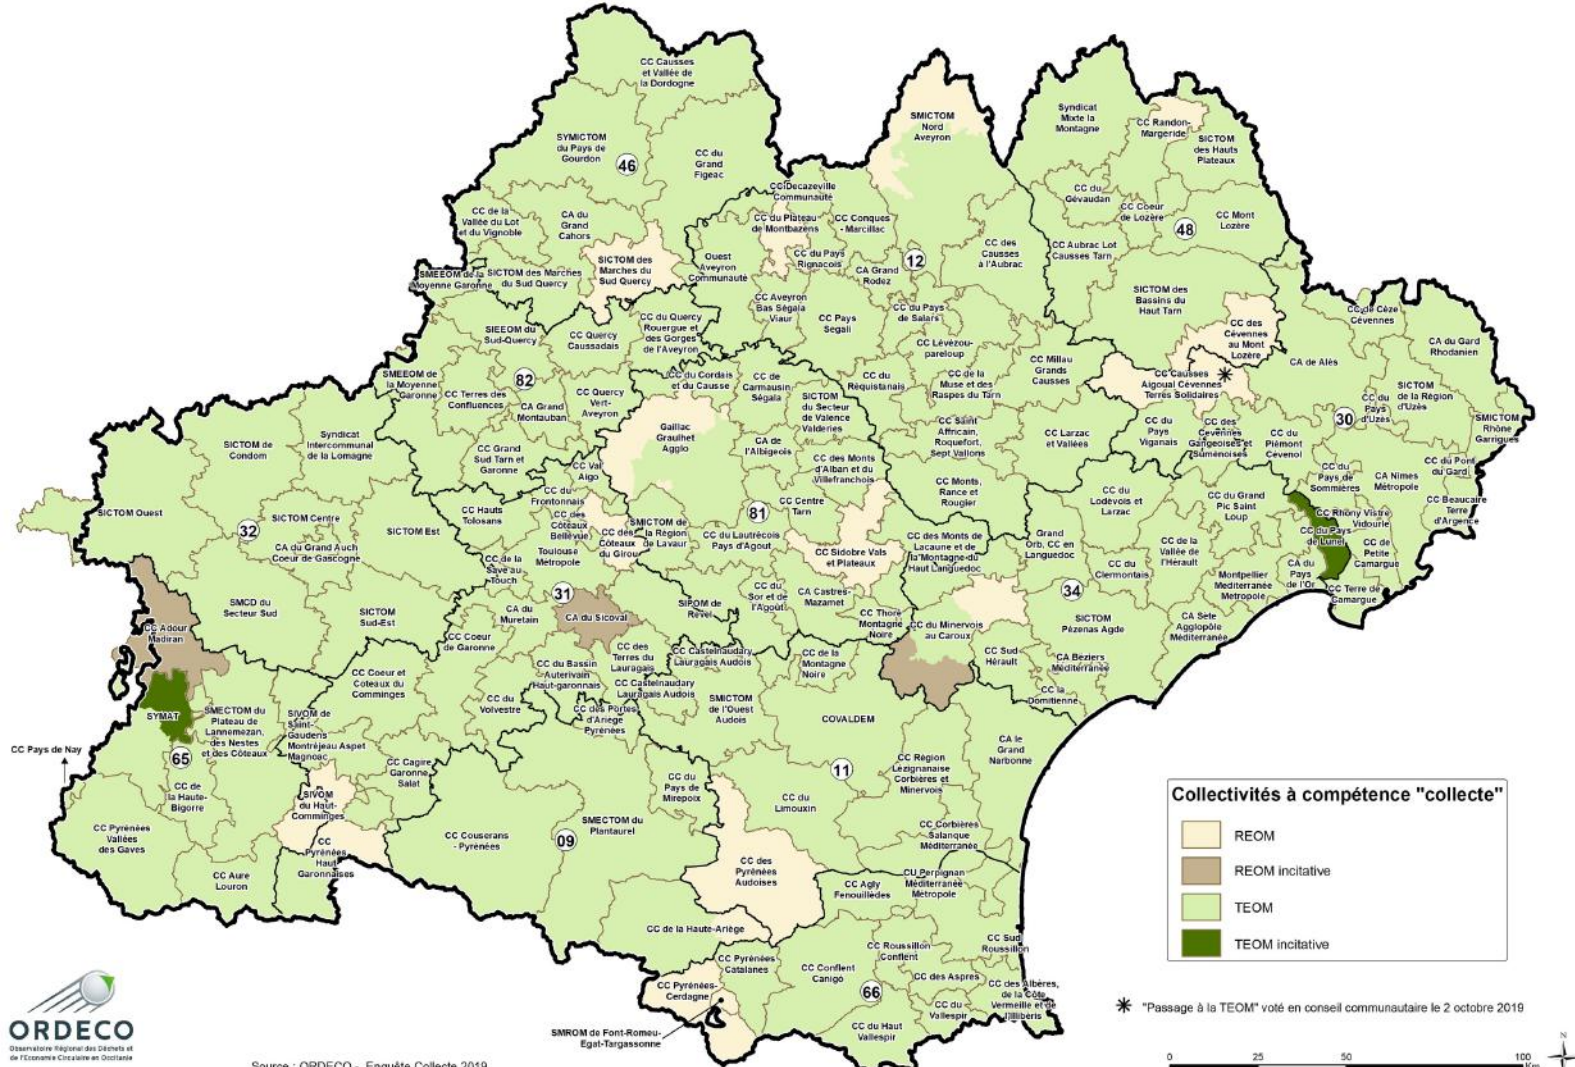 CC Causses
et Vallée de
la Dordogne
SYMICTOM
du Pays de
Gourdon
46
CC du
Grand
Figeac
CC de la
Vallée du Lot
et du Vignoble
CA du
Grand
Cahors
SICTOM des
Marches du
Sud Quercy
SMEEOM de la
Moyenne Garonne
SICTOM des Marches
du Sud Quercy
SMICTOM
Nord
Aveyron
CC Decazeville
Communauté
CC du Plateau
de Montbazens
CC Conques
- Marcillac
Ouest
Aveyron
Communauté
CC du Pays
Rignacois
CA Grand
Rodez
12
CC des
Causses
à l'Aubrac
CC Aveyron
Bas Ségala
Viaur
CC Pays
Segali
CC du Pays
de Salars
CC Lévézou-
pareloup
CC du
Réquistanais
CC de la
Muse et des
Raspes du Tarn
CC Millau
Grands
Causses
CC Saint
Affricain,
Roquefort,
Sept Vallons
CC Larzac
et Vallées
CC Monts,
Rance et
Rougier
Syndicat
Mixte la
Montagne
CC Randon-
Margeride
SICTOM
des Hauts
Plateaux
CC du
Gévaudan
CC Coeur
de Lozère
48
CC Mont
Lozère
CC Aubrac Lot
Causses Tarn
SICTOM des
Bassins du
Haut Tarn
CC des
Cévennes
au Mont
Lozère
CC de Cèze
Cévennes
CA du Gard
Rhodanien
CA de Alès
CC Causses
Aigoual Cévennes
Terres Solidaires
SICTOM
de la Région
d'Uzès
CC du
Pays
d'Uzès
30
SMICTOM
Rhône
Garrigues
CC du
Pays
Viganais
CC des
Cévennes
Gangeoises et
Suménoises
CC du
Piémont
Cévenol
CC du Pont
du Gard
CC du
Pays de
Sommières
CA Nîmes
Métropole
CC Beaucaire
Terre
d'Argence
CC Rhony Vistre
Vidourle
CC du Pays
de Lunel
CC de
Petite
Camargue
CA du
Pays
de l'Or
CC Terre de
Camargue
SIEEOM du
Sud-Quercy
CC Quercy
Caussadais
CC du Quercy
Rouergue et
des Gorges
de l'Aveyron
SMEEOM de
la Moyenne
Garonne
82
CC Terres des
Confluences
CA Grand
Montauban
CC Quercy
Vert-
Aveyron
CC Grand
Sud Tarn et
Garonne
CC du Cordais
et du Causse
CC de
Carmausin
Ségala
SICTOM
du Secteur
de Valence
Valderies
Gaillac
Graulhet
Agglo
CA de
l'Albigeois
CC des Monts
d'Alban et du
Villefranchois
81
CC Centre
Tarn
SMICTOM de
la Région
de Lavaur
CC du Lautrécois
Pays d'Agout
CC Sidobre Vals
et Plateaux
CC des Monts de
Lacaune et de
la Montagne du
Haut Languedoc
CC du
Sor et de
l'Agoût
CA Castres-
Mazamet
CC Thoré
Montagne
Noire
SIPOM de
Revel
SICTOM de
Condom
Syndicat
Intercommunal
de la Lomagne
SICTOM Ouest
32
SICTOM Centre
SICTOM Est
CA du Grand Auch
Coeur de Gascogne
SMCD du
Secteur Sud
SICTOM
Sud-Est
CC Val
Aigo
CC du
Frontonnais
CC Hauts
Tolosans
CC des
Côteaux
Bellevue
CC des
Côteaux
du Girou
Toulouse
Métropole
CC de la
Save au
Touch
31
CA du
Muretain
CA du Sicoval
CC Coeur
de Garonne
CC des
Terres du
Lauragais
CC Coeur et
Coteaux du
Comminges
CC du Bassin
Auterivain
Haut-garonnais
CC du
Volvestre
CC Castelnaudary
Lauragais Audois
CC Castelnaudary
Lauragais Audois
CC des Portes
d'Ariège
Pyrénées
CC Adour
Madiran
SYMAT
SMECTOM du
Plateau de
Lannemezan,
des Nestes
et des Côteaux
SIVOM de
Saint-
Gaudens
Montréjeau Aspet
Magnoac
CC Pays de Nay
65
CC de
la Haute-
Bigorre
CC Pyrénées
Vallées
des Gaves
CC Aure
Louron
SIVOM
du Haut-
Comminges
CC Cagire
Garonne
Salat
CC
Pyrénées
Haut
Garonnaises
CC Couserans
- Pyrénées
09
SMECTOM du
Plantaurel
CC du
Pays de
Mirepoix
CC de la Haute-Ariège
CC de la
Montagne
Noire
SMICTOM
de l'Ouest
Audois
COVALDEM
11
CC du
Limouxin
CC Région
Lézignanaise
Corbières et
Minervois
CA le
Grand
Narbonne
CC Corbières
Salanque
Méditerranée
CC des
Pyrénées
Audoises
Grand
Orb, CC en
Languedoc
CC du
Lodévois et
Larzac
CC du Grand
Pic Saint
Loup
CC du
Clermontais
CC de la
Vallée de
l'Hérault
34
Montpellier
Mediterranée
Metropole
SICTOM
Pézenas Agde
CA Sète
Agglopôle
Méditerranée
CC du Minervois
au Caroux
CC Sud
Hérault
CA Béziers
Méditerranée
CC la
Domitienne
CC Agly
Fenouillèdes
CU Perpignan
Méditerranée
Métropole
CC Pyrénées
Catalanes
CC Pyrénées-
Cerdagne
CC Conflent
Canigó
CC Roussillon
Conflent
CC Sud
Roussillon
66
CC des Aspres
CC du
Vallespir
CC des Albères,
de la Côte
Vermeille et de
l'Illibéris
CC du Haut
Vallespir
SMROM de Font-Romeu-
Egat-Targassonne
Collectivités à compétence "collecte"
REOM
REOM incitative
TEOM
TEOM incitative
"Passage à la TEOM" voté en conseil communautaire le 2 octobre 2019
0 25 50 100
Km
N
ORDECO
Observatoire Régional des Déchets et
de l'Economie Circulaire en Occitanie
Source : ORDECO - Enquête Collecte 2019